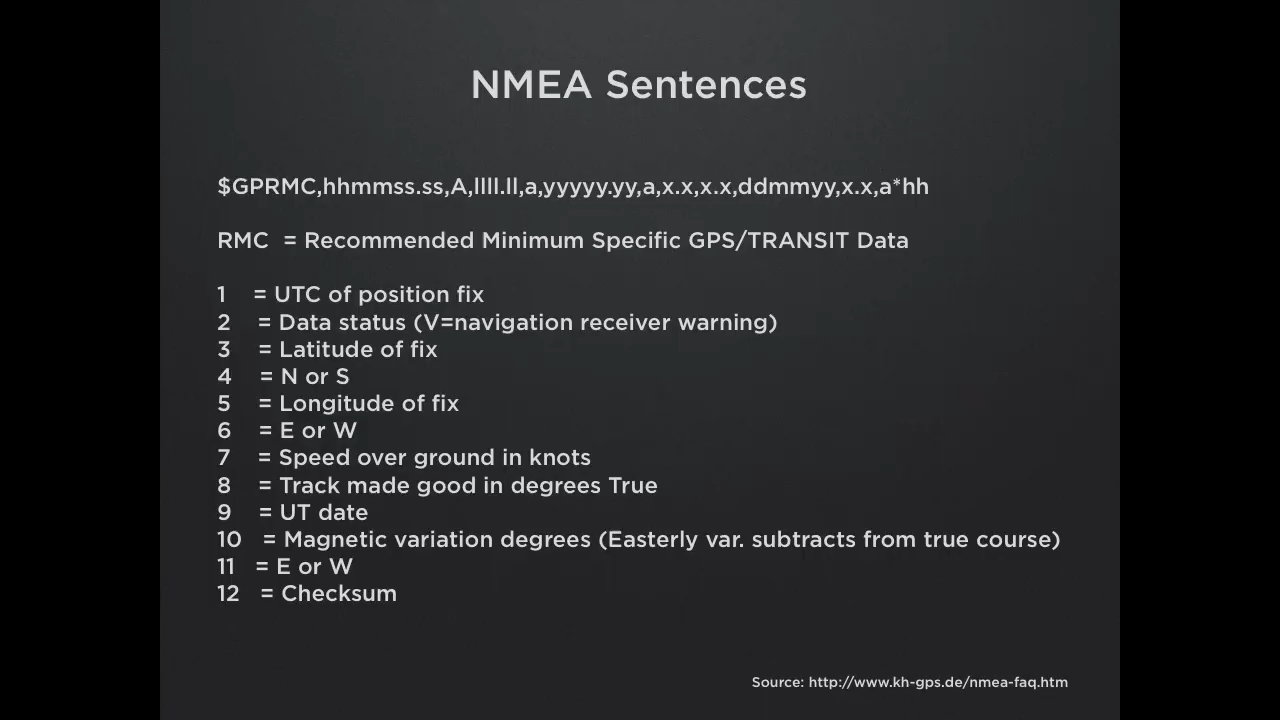 NMEA Sentences
$GPRMC,hhmmss.ss,A,llll.ll,a,yyyyy.yy,a,x.x,x.x,ddmmyy,x.x,a*hh
RMC = Recommended Minimum Specific GPS/TRANSIT Data
1 = UTC of position fix
2 = Data status (V=navigation receiver warning)
3 = Latitude of fix
4 = N or S
5 = Longitude of fix
6 = E or W
7 = Speed over ground in knots
8 = Track made good in degrees True
9 = UT date
10 = Magnetic variation degrees (Easterly var. subtracts from true course)
11 = E or W
12 = Checksum
Source: http://www.kh-gps.de/nmea-faq.htm